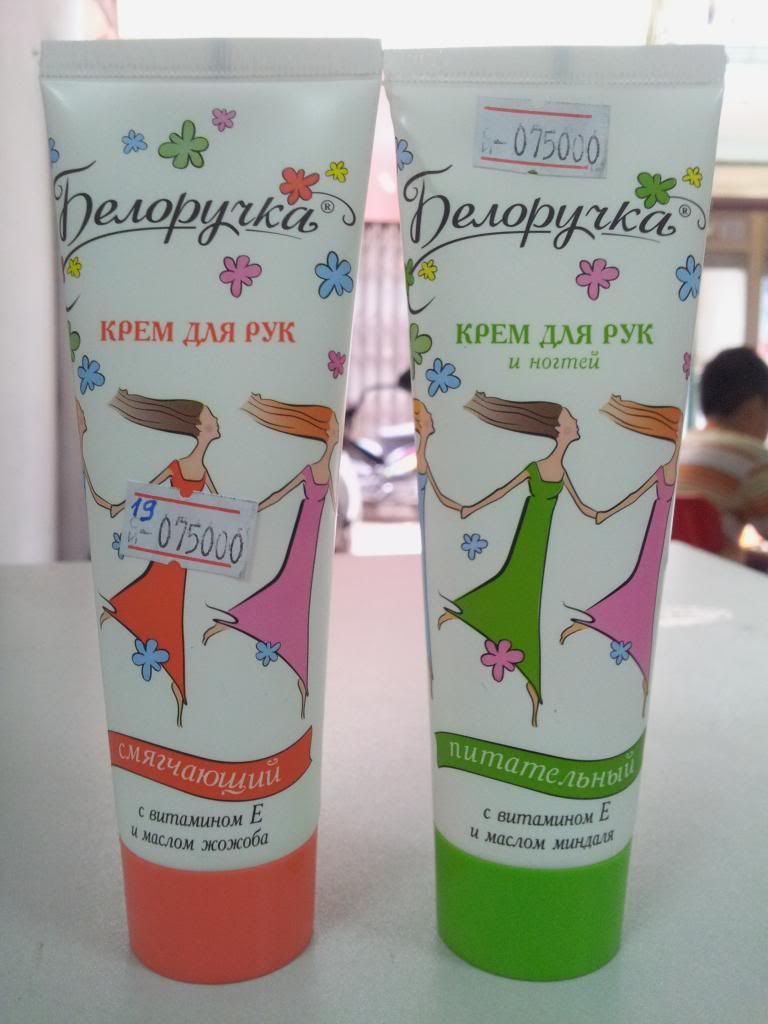 Белоручка®
КРЕМ ДЛЯ РУК
19
075000
смягчающий
с витамином Е
и маслом жожоба
075000
Белоручка®
КРЕМ ДЛЯ РУК
и ногтей
питательный
с витамином Е
и маслом миндаля